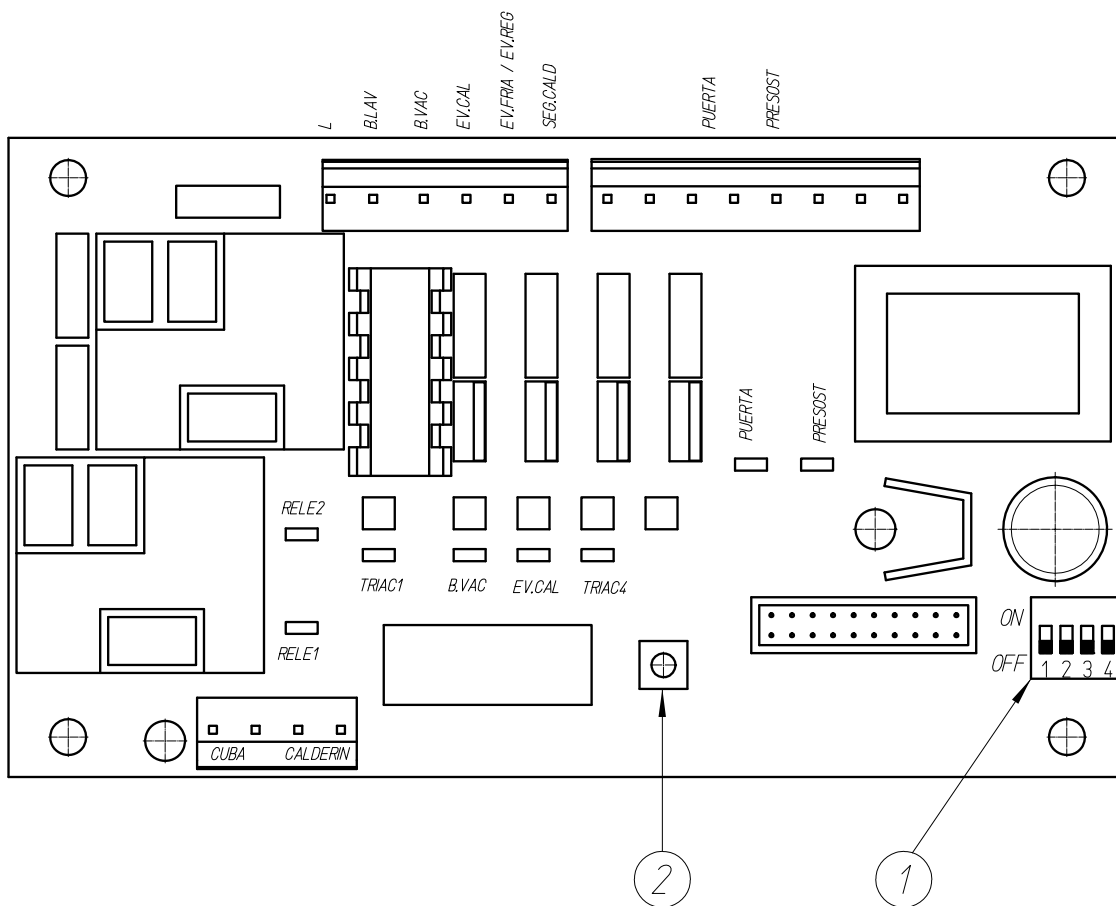 L
B.LAV
B.VAC
EV.CAL
EV.FRIA / EV.REG
SEG.CALD
PUERTA
PRESOST
PUERTA
PRESOST
RELE2
TRIAC1
B.VAC
EV.CAL
TRIAC4
RELE1
ON
OFF
1 2 3 4
CUBA CALDERIN
2
1